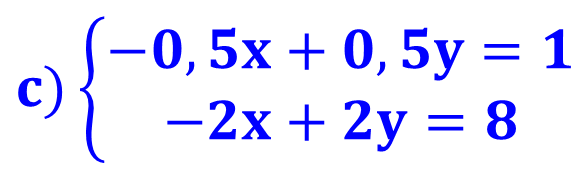 c) { −0, 5x + 0, 5y = 1
−2x + 2y = 8